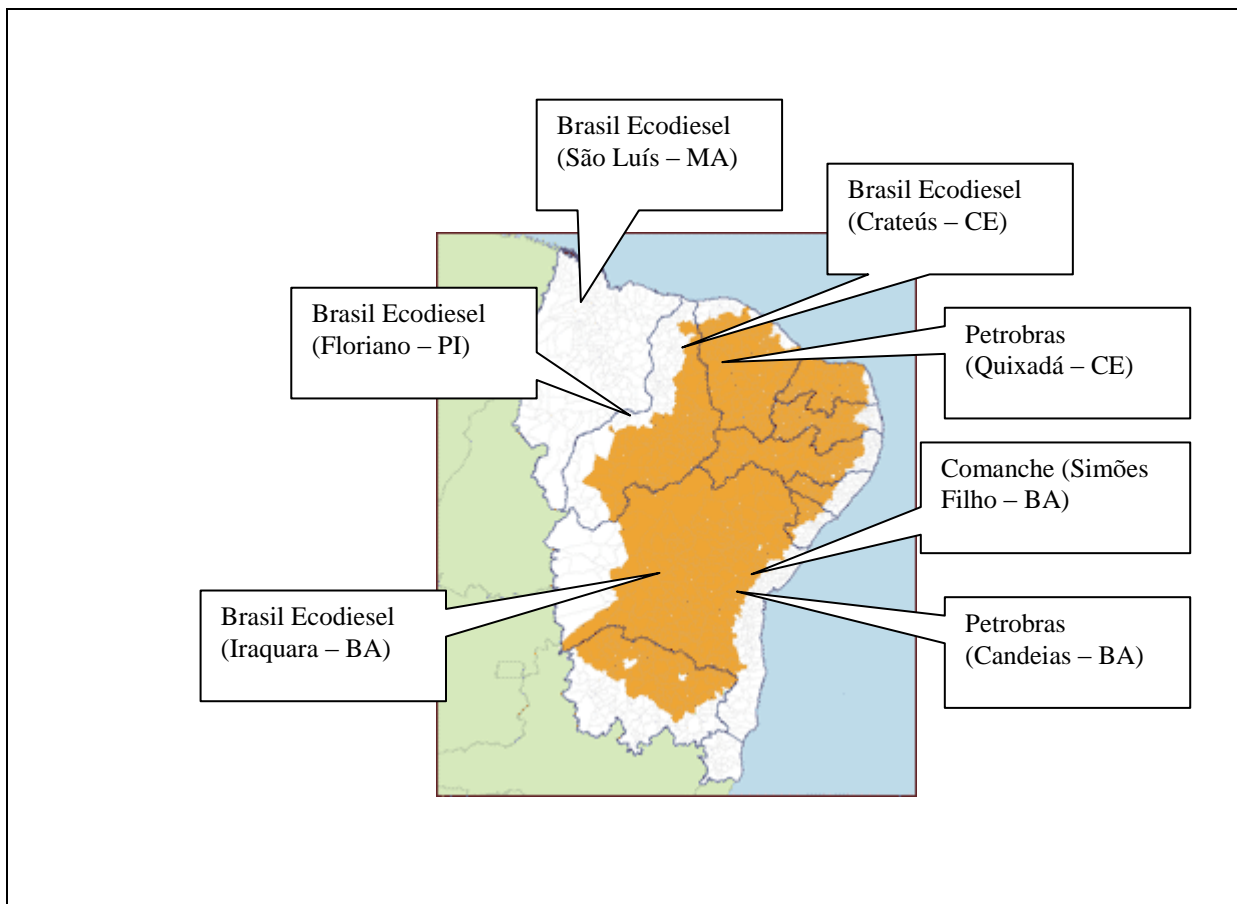 Brasil Ecodiesel
(São Luís – MA)
Brasil Ecodiesel
(Crateús – CE)
Brasil Ecodiesel
(Floriano – PI)
Petrobras
(Quixadá – CE)
Comanche (Simões
Filho – BA)
Brasil Ecodiesel
(Iraquara – BA)
Petrobras
(Candeias – BA)